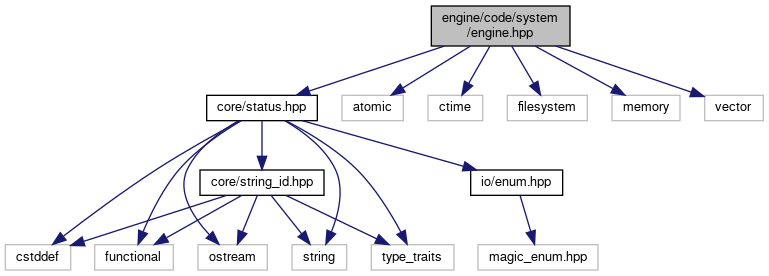 engine/code/system
/engine.hpp
core/status.hpp
atomic
ctime
filesystem
memory
vector
core/string_id.hpp
io/enum.hpp
cstddef
functional
ostream
string
type_traits
magic_enum.hpp